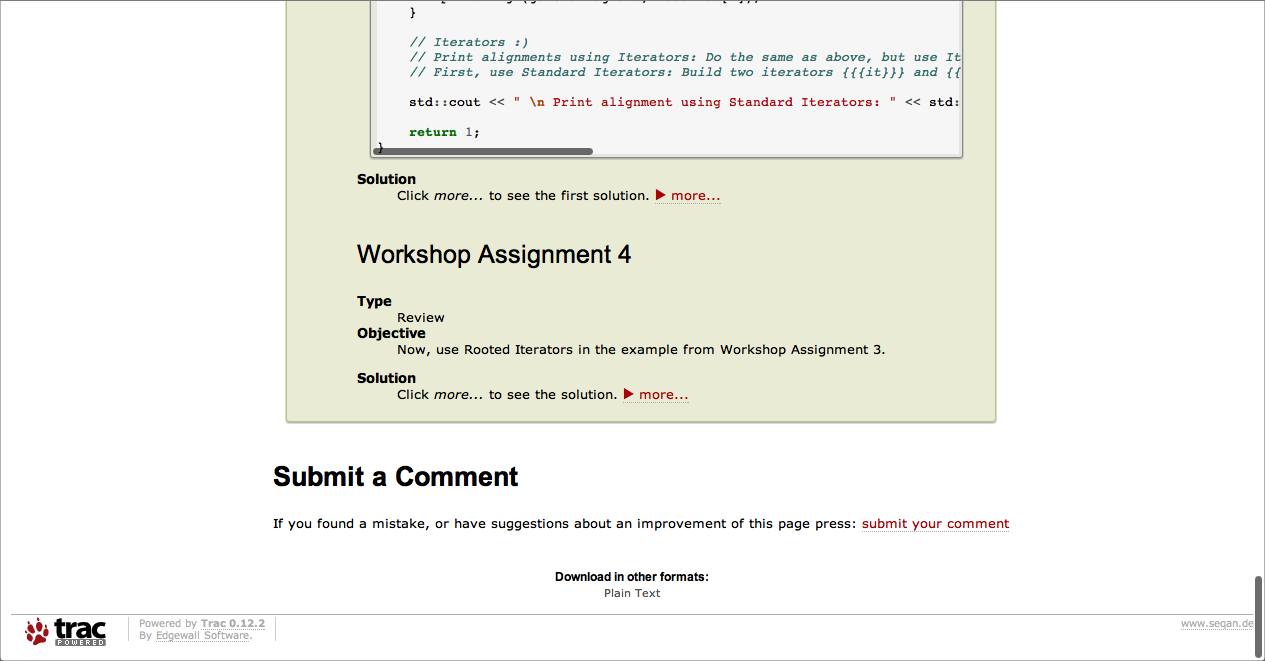 }
// Iterators :)
// Print alignments using Iterators: Do the same as above, but use It
// First, use Standard Iterators: Build two iterators {{{it}}} and {{
std::cout << " \n Print alignment using Standard Iterators: " << std:
return 1;
}
Solution
Click more... to see the first solution. ▶ more...
Workshop Assignment 4
Type
Review
Objective
Now, use Rooted Iterators in the example from Workshop Assignment 3.
Solution
Click more... to see the solution. ▶ more...
Submit a Comment
If you found a mistake, or have suggestions about an improvement of this page press: submit your comment
Download in other formats:
Plain Text
trac
POWERED
Powered by Trac 0.12.2
By Edgewall Software.
www.seqan.de